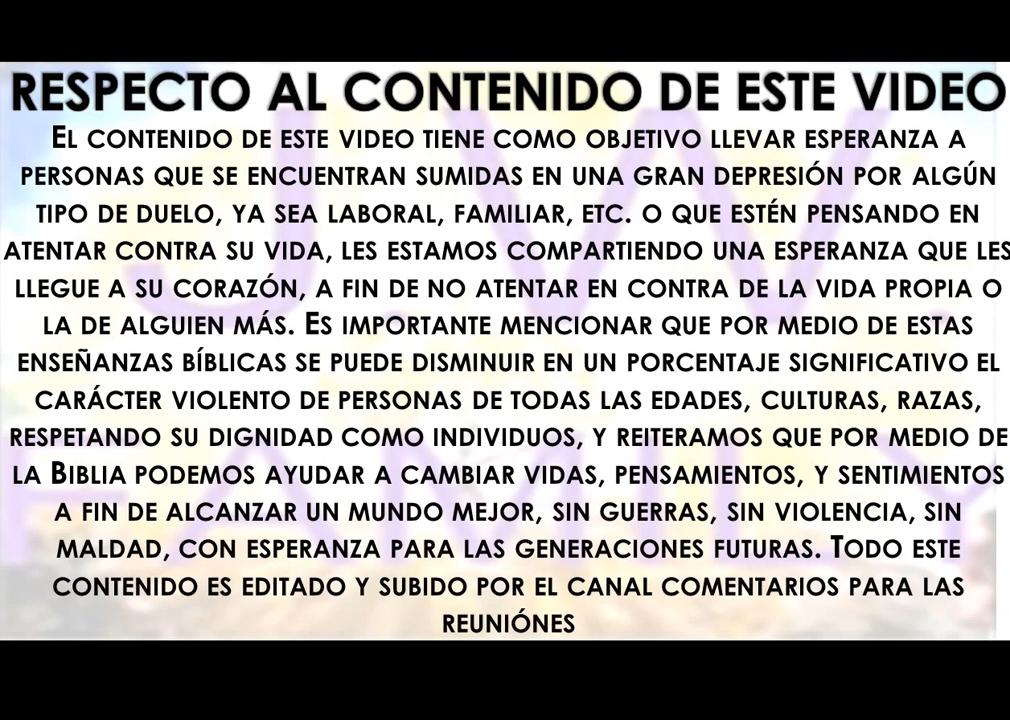 RESPECTO AL CONTENIDO DE ESTE VIDEO
EL CONTENIDO DE ESTE VIDEO TIENE COMO OBJETIVO LLEVAR ESPERANZA A
PERSONAS QUE SE ENCUENTRAN SUMIDAS EN UNA GRAN DEPRESIÓN POR ALGÚN
TIPO DE DUELO, YA SEA LABORAL, FAMILIAR, ETC. O QUE ESTÉN PENSANDO EN
ATENTAR CONTRA SU VIDA, LES ESTAMOS COMPARTIENDO UNA ESPERANZA QUE LES
LLEGUE A SU CORAZÓN, A FIN DE NO ATENTAR EN CONTRA DE LA VIDA PROPIA O
LA DE ALGUIEN MÁS. ES IMPORTANTE MENCIONAR QUE POR MEDIO DE ESTAS
ENSEÑANZAS BÍBLICAS SE PUEDE DISMINUIR EN UN PORCENTAJE SIGNIFICATIVO EL
CARÁCTER VIOLENTO DE PERSONAS DE TODAS LAS EDADES, CULTURAS, RAZAS,
RESPETANDO SU DIGNIDAD COMO INDIVIDUOS, Y REITERAMOS QUE POR MEDIO DE
LA BIBLIA PODEMOS AYUDAR A CAMBIAR VIDAS, PENSAMIENTOS, Y SENTIMIENTOS
A FIN DE ALCANZAR UN MUNDO MEJOR, SIN GUERRAS, SIN VIOLENCIA, SIN
MALDAD, CON ESPERANZA PARA LAS GENERACIONES FUTURAS. TODO ESTE
CONTENIDO ES EDITADO Y SUBIDO POR EL CANAL COMENTARIOS PARA LAS
REUNIÓNES